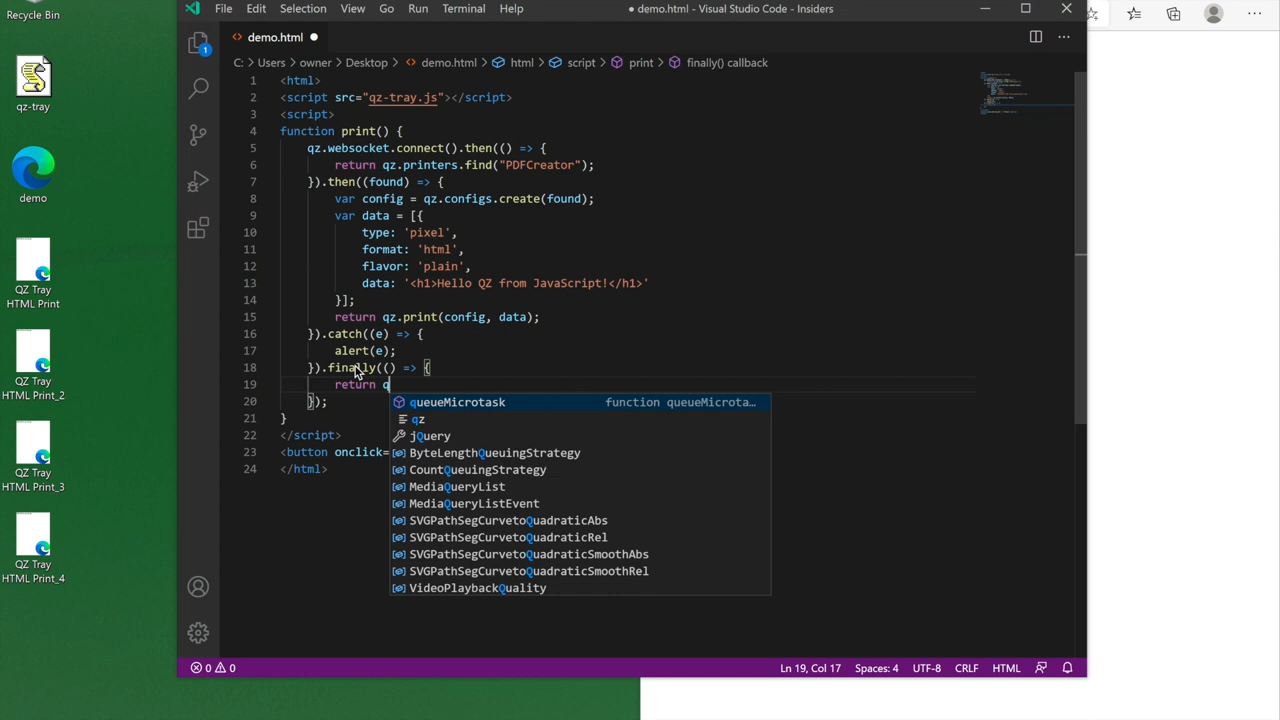 Recycle Bin
qz-tray
demo
QZ Tray
HTML Print
QZ Tray
HTML Print_2
QZ Tray
HTML Print_3
QZ Tray
HTML Print_4
File Edit Selection View Go Run Terminal Help
● demo.html - Visual Studio Code - Insiders
demo.html
1
C: > Users > owner > Desktop > demo.html > html > script > print > finally() callback
1 <html>
2 <script src="qz-tray.js"></script>
3 <script>
4 function print() {
5 qz.websocket.connect().then(() => {
6 return qz.printers.find("PDFCreator");
7 }).then((found) => {
8 var config = qz.configs.create(found);
9 var data = [{
10 type: 'pixel',
11 format: 'html',
12 flavor: 'plain',
13 data: '<h1>Hello QZ from JavaScript!</h1>'
14 }];
15 return qz.print(config, data);
16 }).catch((e) => {
17 alert(e);
18 }).finally(() => {
19 return q
20 });
21 }
22 </script>
23 <button onclick=
24 </html>
queueMicrotask function queueMicrota…
qz
jQuery
ByteLengthQueuingStrategy
CountQueuingStrategy
MediaQueryList
MediaQueryListEvent
SVGPathSegCurvetoQuadraticAbs
SVGPathSegCurvetoQuadraticRel
SVGPathSegCurvetoQuadraticSmoothAbs
SVGPathSegCurvetoQuadraticSmoothRel
VideoPlaybackQuality
0 0 Ln 19, Col 17 Spaces: 4 UTF-8 CRLF HTML